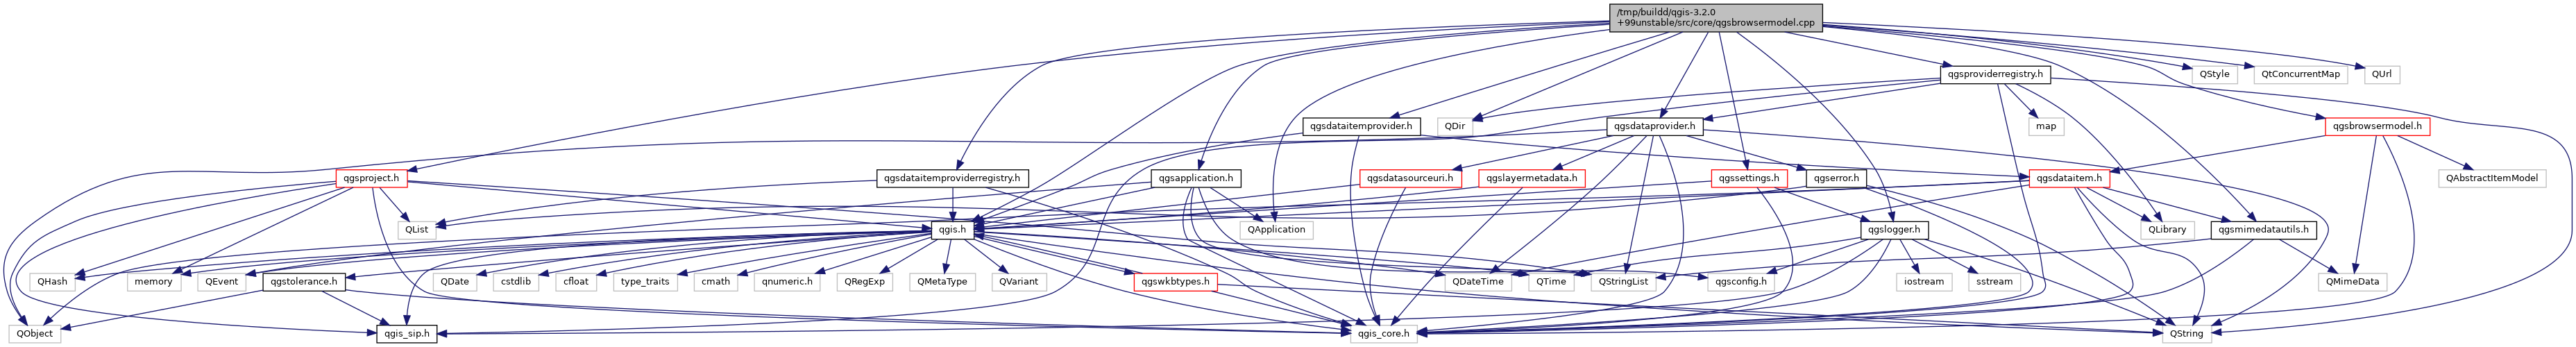 /tmp/buildd/qgis-3.2.0
+99unstable/src/core/qgsbrowsermodel.cpp
qgsproviderregistry.h
QStyle
QtConcurrentMap
QUrl
qgsdataitemprovider.h
QDir
qgsdataprovider.h
map
qgsbrowsermodel.h
qgsproject.h
qgsdataitemproviderregistry.h
qgsapplication.h
qgsdatasourceuri.h
qgslayermetadata.h
qgssettings.h
qgserror.h
qgsdataitem.h
QAbstractItemModel
QList
qgis.h
QApplication
qgslogger.h
QLibrary
qgsmimedatautils.h
QHash
memory
QEvent
qgstolerance.h
QDate
cstdlib
cfloat
type_traits
cmath
qnumeric.h
QRegExp
QMetaType
QVariant
qgswkbtypes.h
QDateTime
QTime
QStringList
qgsconfig.h
iostream
sstream
QMimeData
QObject
qgis_sip.h
qgis_core.h
QString